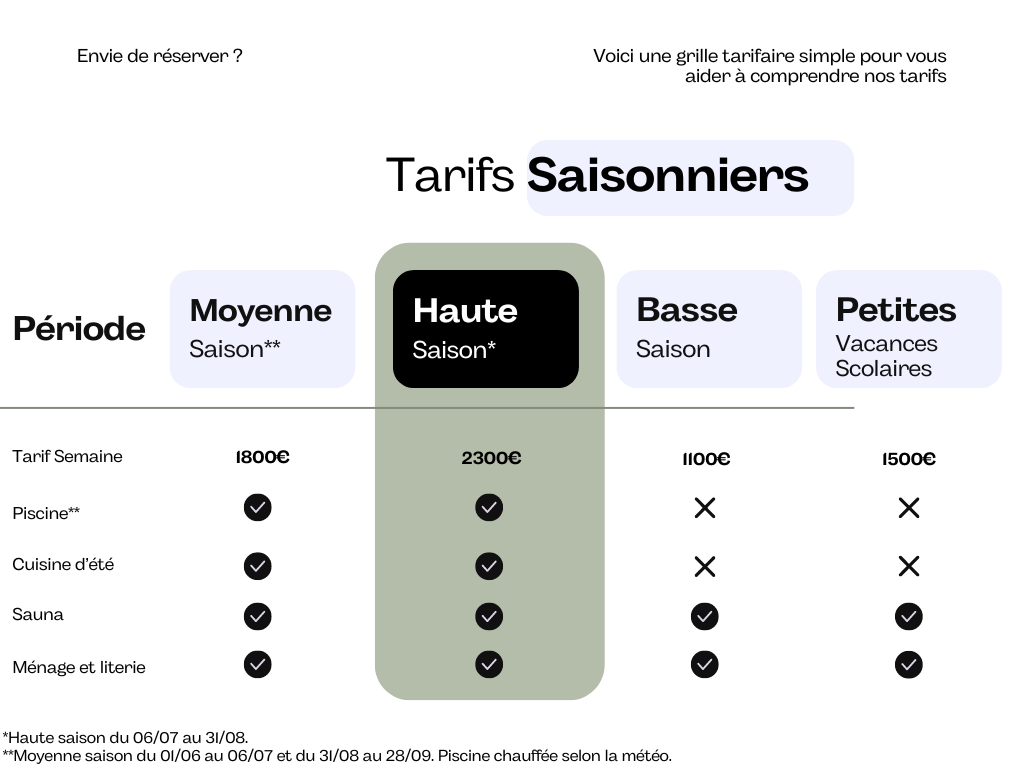 Envie de réserver ?
Voici une grille tarifaire simple pour vous
aider à comprendre nos tarifs
Tarifs Saisonniers
Période
Moyenne
Saison**
Haute
Saison*
Basse
Saison
Petites
Vacances
Scolaires
Tarif Semaine 1800€ 2300€ 1100€ 1500€
Piscine**
Cuisine d'été
Sauna
Ménage et literie
*Haute saison du 06/07 au 31/08.
**Moyenne saison du 01/06 au 06/07 et du 31/08 au 28/09. Piscine chauffée selon la météo.